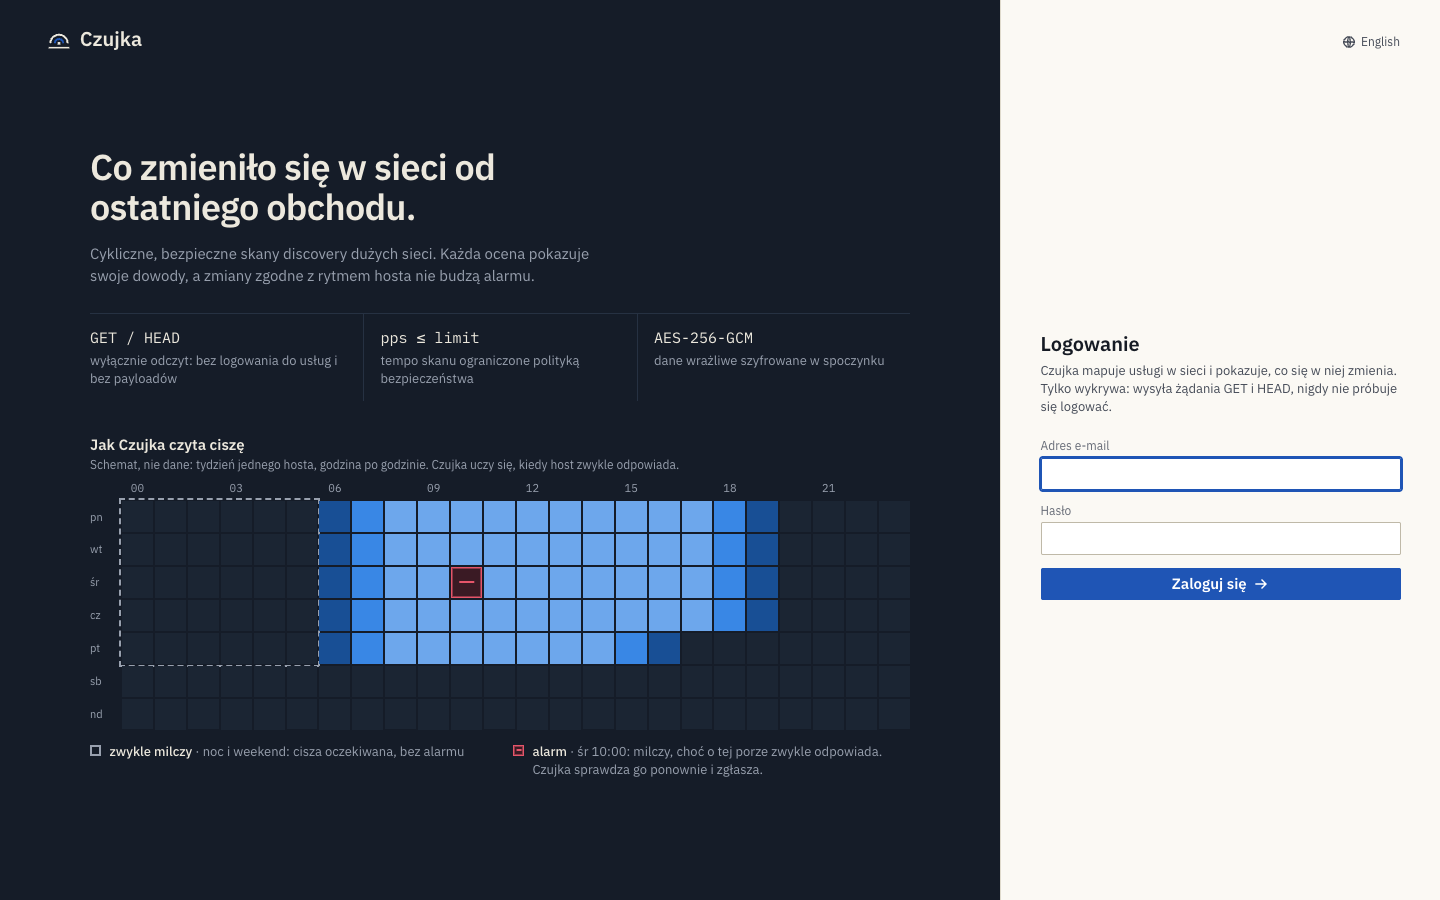 Czujka
English
Co zmieniło się w sieci od
ostatniego obchodu.
Cykliczne, bezpieczne skany discovery dużych sieci. Każda ocena pokazuje
swoje dowody, a zmiany zgodne z rytmem hosta nie budzą alarmu.
GET / HEAD
wyłącznie odczyt: bez logowania do usług i
bez payloadów
pps ≤ limit
tempo skanu ograniczone polityką
bezpieczeństwa
AES-256-GCM
dane wrażliwe szyfrowane w spoczynku
Jak Czujka czyta ciszę
Schemat, nie dane: tydzień jednego hosta, godzina po godzinie. Czujka uczy się, kiedy host zwykle odpowiada.
00 03 06 09 12 15 18 21
pn
wt
śr
cz
pt
sb
nd
zwykle milczy · noc i weekend: cisza oczekiwana, bez alarmu
alarm · śr 10:00: milczy, choć o tej porze zwykle odpowiada.
Czujka sprawdza go ponownie i zgłasza.
Logowanie
Czujka mapuje usługi w sieci i pokazuje, co się w niej zmienia.
Tylko wykrywa: wysyła żądania GET i HEAD, nigdy nie próbuje
się logować.
Adres e-mail
Hasło
Zaloguj się →